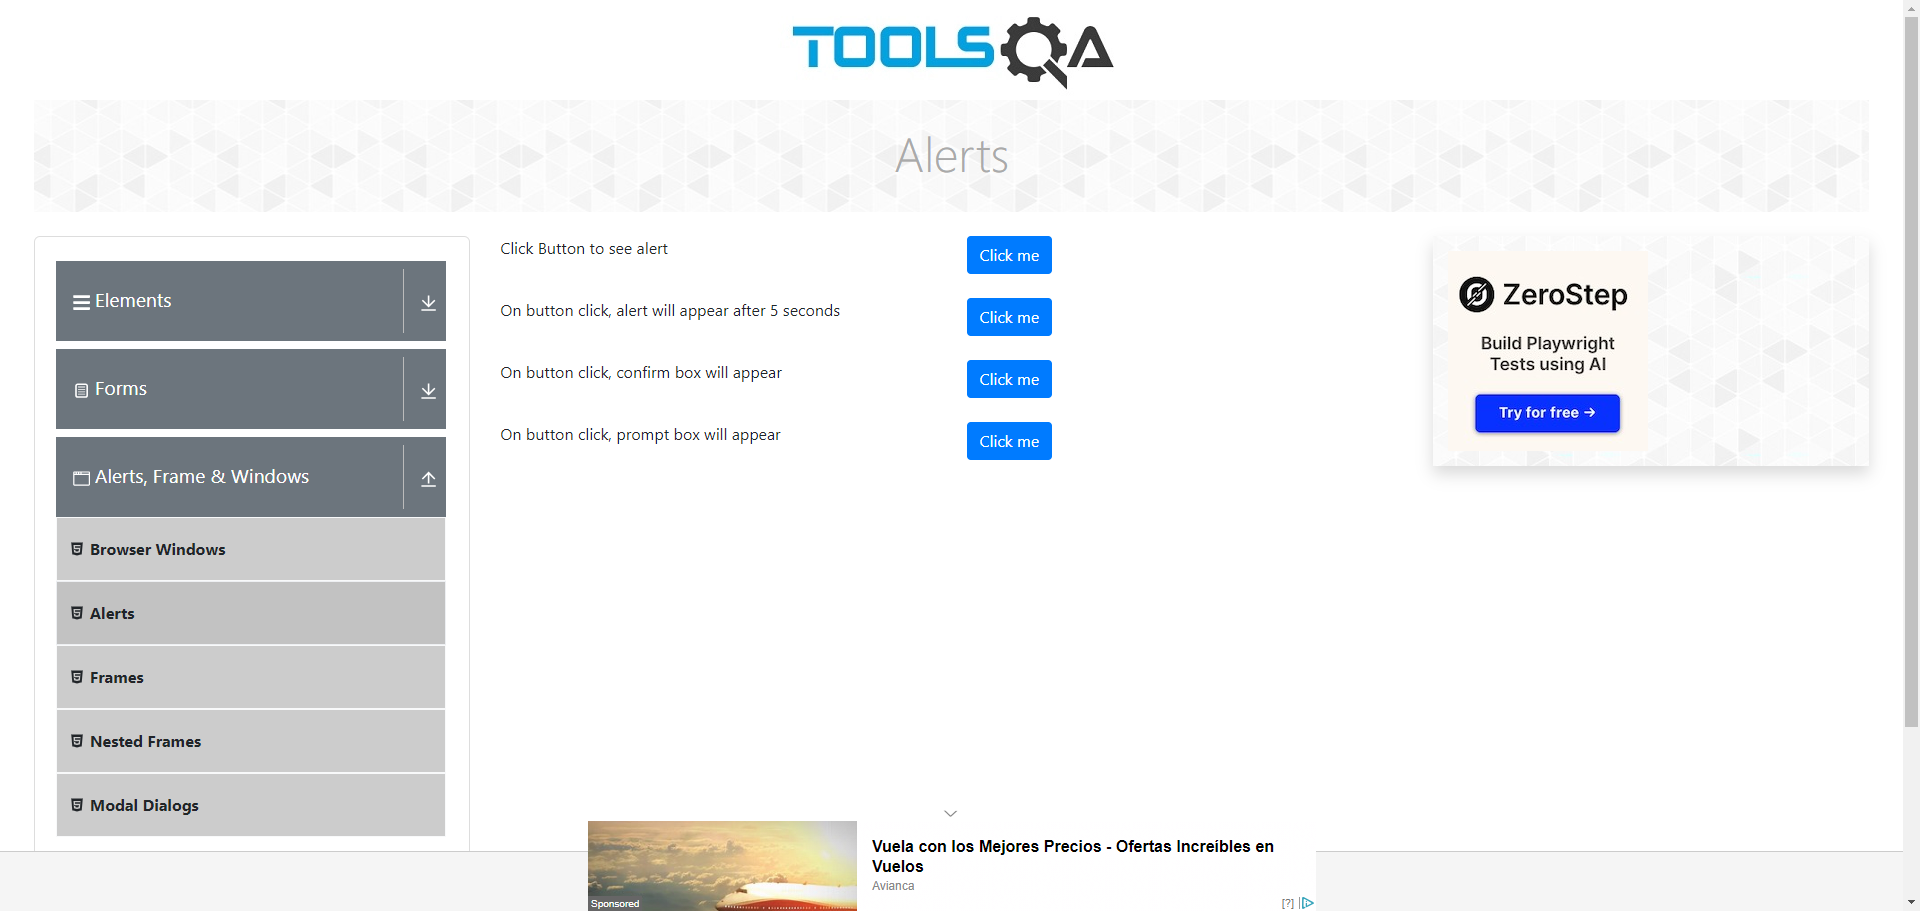 TOOLSQA
Alerts
Elements
Forms
Alerts, Frame & Windows
Browser Windows
Alerts
Frames
Nested Frames
Modal Dialogs
Click Button to see alert
Click me
On button click, alert will appear after 5 seconds
Click me
On button click, confirm box will appear
Click me
On button click, prompt box will appear
Click me
ZeroStep
Build Playwright
Tests using AI
Try for free →
Vuela con los Mejores Precios - Ofertas Increíbles en
Vuelos
Avianca
Sponsored
[?]